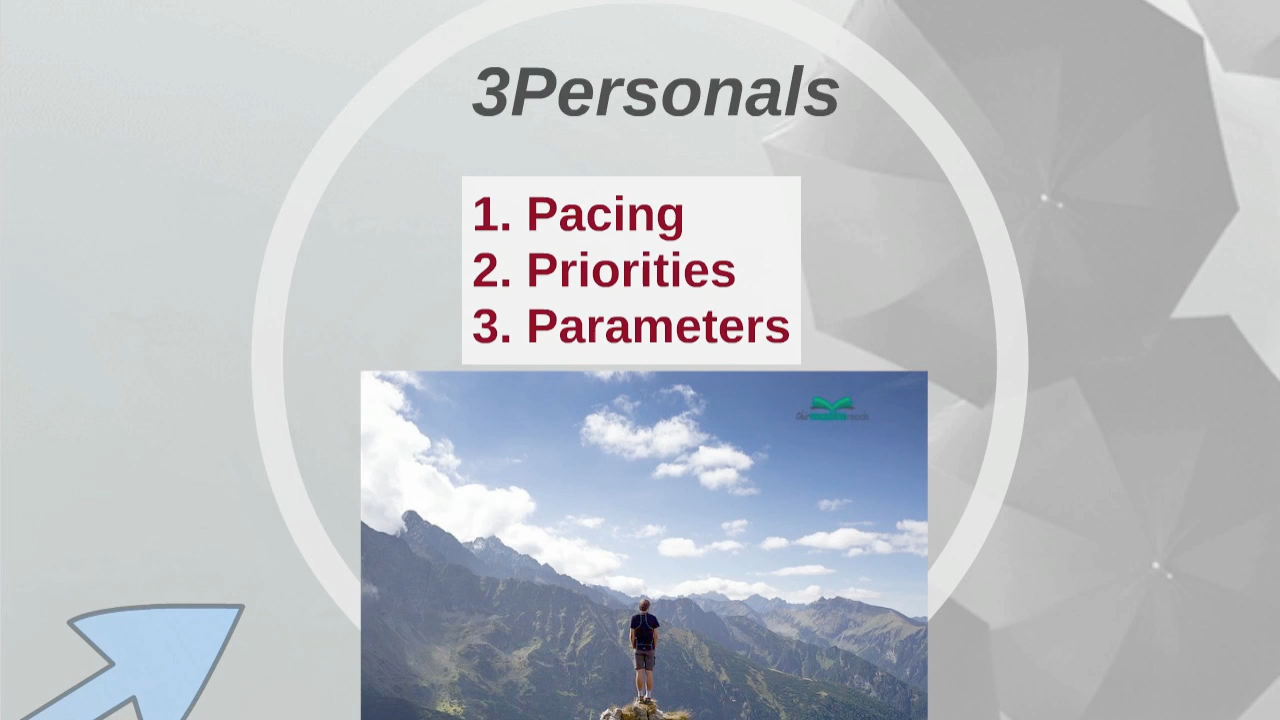 3Personals
1. Pacing
2. Priorities
3. Parameters